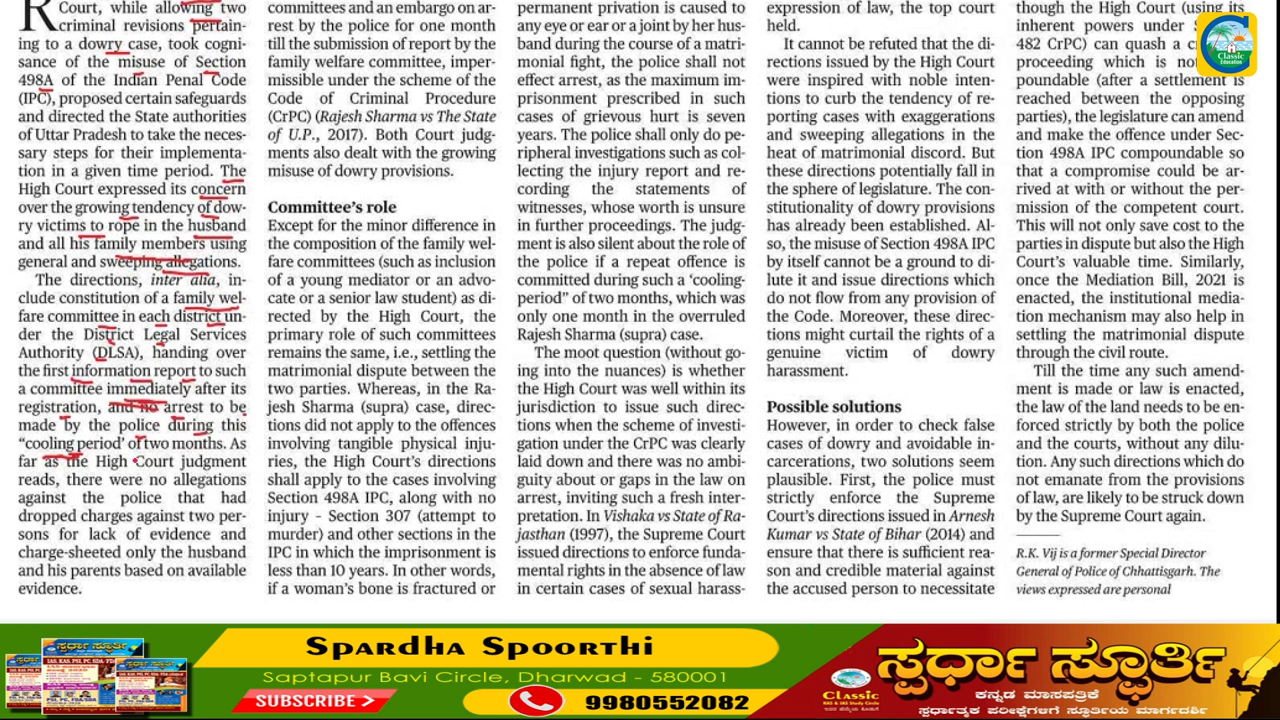 Court, while allowing two
criminal revisions pertain-
ing to a dowry case, took cogni-
sance of the misuse of Section
498A of the Indian Penal Code
(IPC), proposed certain safeguards
and directed the State authorities
of Uttar Pradesh to take the neces-
sary steps for their implementa-
tion in a given time period. The
High Court expressed its concern
over the growing tendency of dow-
ry victims to rope in the husband
and all his family members using
general and sweeping allegations.
The directions, inter alia, in-
clude constitution of a family wel-
fare committee in each district un-
der the District Legal Services
Authority (DLSA), handing over
the first information report to such
a committee immediately after its
registration, and no arrest to be
made by the police during this
“cooling period’ of two months. As
far as the High Court judgment
reads, there were no allegations
against the police that had
dropped charges against two per-
sons for lack of evidence and
charge-sheeted only the husband
and his parents based on available
evidence.
committees and an embargo on ar-
rest by the police for one month
till the submission of report by the
family welfare committee, imper-
missible under the scheme of the
Code of Criminal Procedure
(CrPC) (Rajesh Sharma vs The State
of U.P., 2017). Both Court judg-
ments also dealt with the growing
misuse of dowry provisions.
Committee’s role
Except for the minor difference in
the composition of the family wel-
fare committees (such as inclusion
of a young mediator or an advo-
cate or a senior law student) as di-
rected by the High Court, the
primary role of such committees
remains the same, i.e., settling the
matrimonial dispute between the
two parties. Whereas, in the Ra-
jesh Sharma (supra) case, direc-
tions did not apply to the offences
involving tangible physical inju-
ries, the High Court’s directions
shall apply to the cases involving
Section 498A IPC, along with no
injury - Section 307 (attempt to
murder) and other sections in the
IPC in which the imprisonment is
less than 10 years. In other words,
if a woman’s bone is fractured or
permanent privation is caused to
any eye or ear or a joint by her hus-
band during the course of a matri-
monial fight, the police shall not
effect arrest, as the maximum im-
prisonment prescribed in such
cases of grievous hurt is seven
years. The police shall only do pe-
ripheral investigations such as col-
lecting the injury report and re-
cording the statements of
witnesses, whose worth is unsure
in further proceedings. The judg-
ment is also silent about the role of
the police if a repeat offence is
committed during such a ‘cooling-
period” of two months, which was
only one month in the overruled
Rajesh Sharma (supra) case.
The moot question (without go-
ing into the nuances) is whether
the High Court was well within its
jurisdiction to issue such direc-
tions when the scheme of investi-
gation under the CrPC was clearly
laid down and there was no ambi-
guity about or gaps in the law on
arrest, inviting such a fresh inter-
pretation. In Vishaka vs State of Ra-
jasthan (1997), the Supreme Court
issued directions to enforce funda-
mental rights in the absence of law
in certain cases of sexual harass-
expression of law, the top court
held.
It cannot be refuted that the di-
rections issued by the High Court
were inspired with noble inten-
tions to curb the tendency of re-
porting cases with exaggerations
and sweeping allegations in the
heat of matrimonial discord. But
these directions potentially fall in
the sphere of legislature. The con-
stitutionality of dowry provisions
has already been established. Al-
so, the misuse of Section 498A IPC
by itself cannot be a ground to di-
lute it and issue directions which
do not flow from any provision of
the Code. Moreover, these direc-
tions might curtail the rights of a
genuine victim of dowry
harassment.
Possible solutions
However, in order to check false
cases of dowry and avoidable in-
carcerations, two solutions seem
plausible. First, the police must
strictly enforce the Supreme
Court’s directions issued in Arnesh
Kumar vs State of Bihar (2014) and
ensure that there is sufficient rea-
son and credible material against
the accused person to necessitate
though the High Court (using its
inherent powers under
482 CrPC) can quash a
proceeding which is
poundable (after a settlement is
reached between the opposing
parties), the legislature can amend
and make the offence under Sec-
tion 498A IPC compoundable so
that a compromise could be ar-
rived at with or without the per-
mission of the competent court.
This will not only save cost to the
parties in dispute but also the High
Court’s valuable time. Similarly,
once the Mediation Bill, 2021 is
enacted, the institutional media-
tion mechanism may also help in
settling the matrimonial dispute
through the civil route.
Till the time any such amend-
ment is made or law is enacted,
the law of the land needs to be en-
forced strictly by both the police
and the courts, without any dilu-
tion. Any such directions which do
not emanate from the provisions
of law, are likely to be struck down
by the Supreme Court again.
R.K. Vij is a former Special Director
General of Police of Chhattisgarh. The
views expressed are personal
Classic
Education
Spardha Spoorthi
Saptapur Bavi Circle, Dharwad - 580001
SUBSCRIBE
9980552082
Classic
KAS & IAS Study Circle
ಸ್ಪರ್ಧಾ ಸ್ಫೂರ್ತಿ
ಕನ್ನಡ ಮಾಸಪತ್ರಿಕೆ
ಸ್ಪರ್ಧಾತ್ಮಕ ಪರೀಕ್ಷೆಗಳಿಗೆ ಸ್ಫೂರ್ತಿಯ ಮಾರ್ಗದರ್ಶಿ